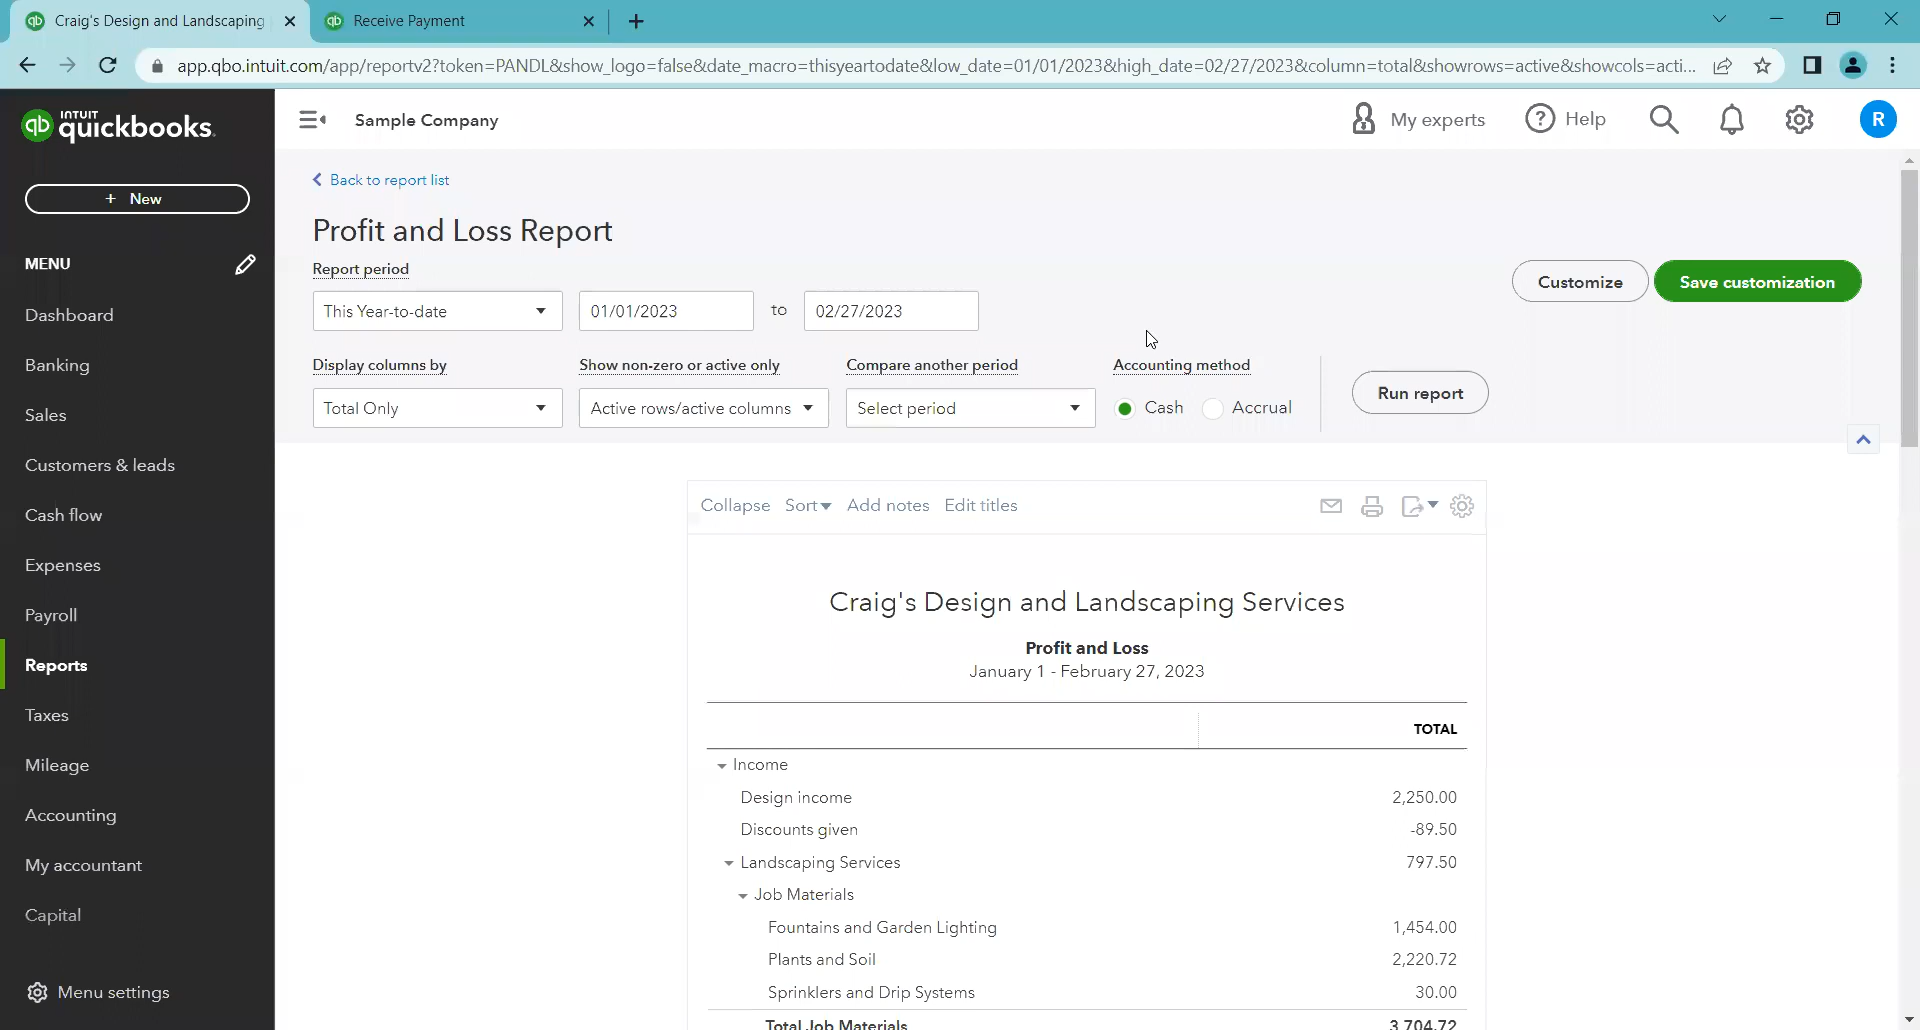 Craig's Design and Landscaping
Receive Payment
app.qbo.intuit.com/app/reportv2?token=PANDL&show_logo=false&date_macro=thisyeartodate&low_date=01/01/2023&high_date=02/27/2023&column=total&showrows=active&showcols=acti...
qb INTUIT quickbooks.
Sample Company
My experts
Help
R
+ New
MENU
Dashboard
Banking
Sales
Customers & leads
Cash flow
Expenses
Payroll
Reports
Taxes
Mileage
Accounting
My accountant
Capital
Menu settings
Back to report list
Profit and Loss Report
Report period
This Year-to-date
01/01/2023
to
02/27/2023
Customize
Save customization
Display columns by
Show non-zero or active only
Compare another period
Accounting method
Total Only
Active rows/active columns
Select period
Cash
Accrual
Run report
Collapse
Sort
Add notes
Edit titles
Craig's Design and Landscaping Services
Profit and Loss
January 1 - February 27, 2023
TOTAL
Income
Design income 2,250.00
Discounts given -89.50
Landscaping Services 797.50
Job Materials
Fountains and Garden Lighting 1,454.00
Plants and Soil 2,220.72
Sprinklers and Drip Systems 30.00
Total Job Materials 3,704.72